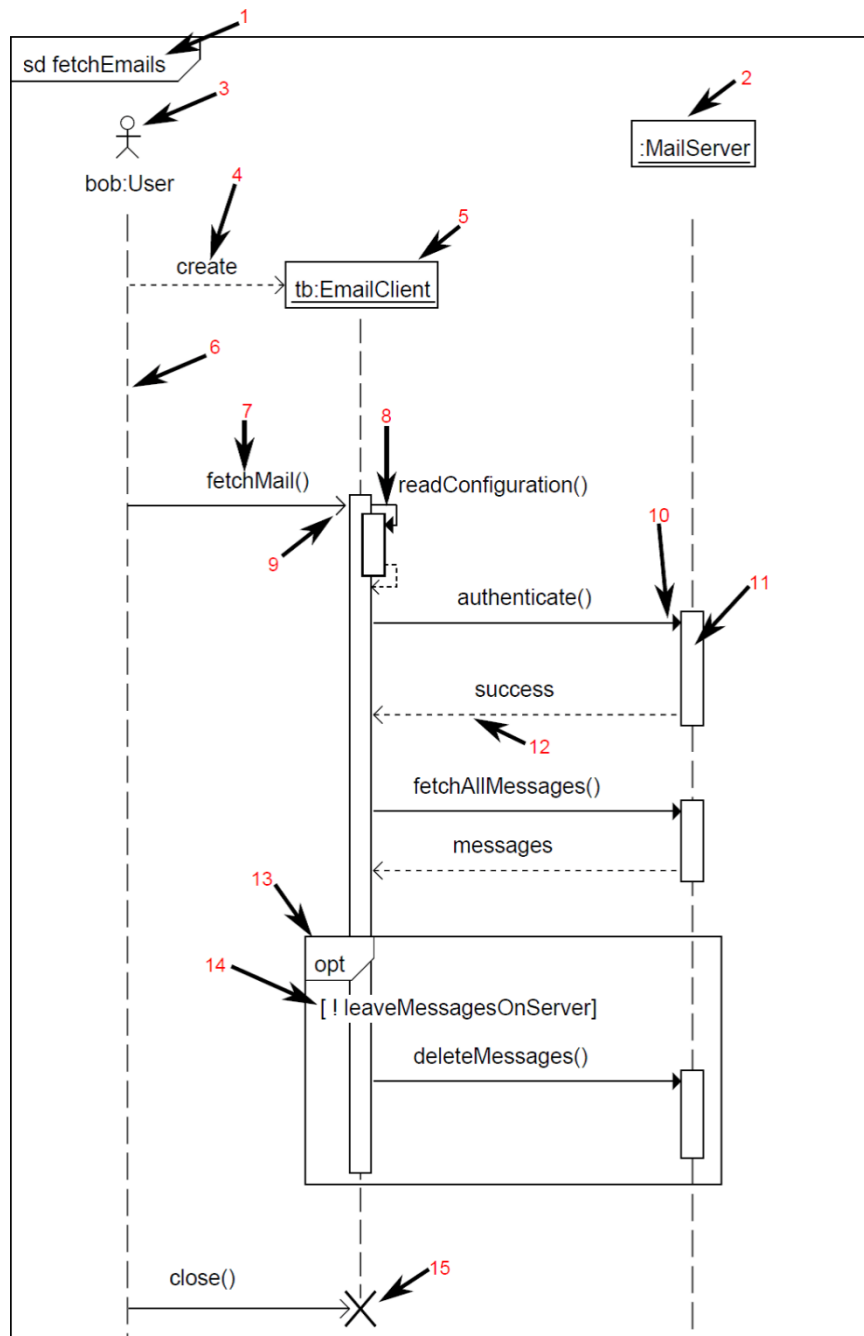 1
sd fetchEmails
2
3
:MailServer
bob:User
4
5
create
tb:EmailClient
6
7
8
fetchMail()
readConfiguration()
9
10
11
authenticate()
success
12
fetchAllMessages()
messages
13
opt
14
[ ! leaveMessagesOnServer]
deleteMessages()
close()
15